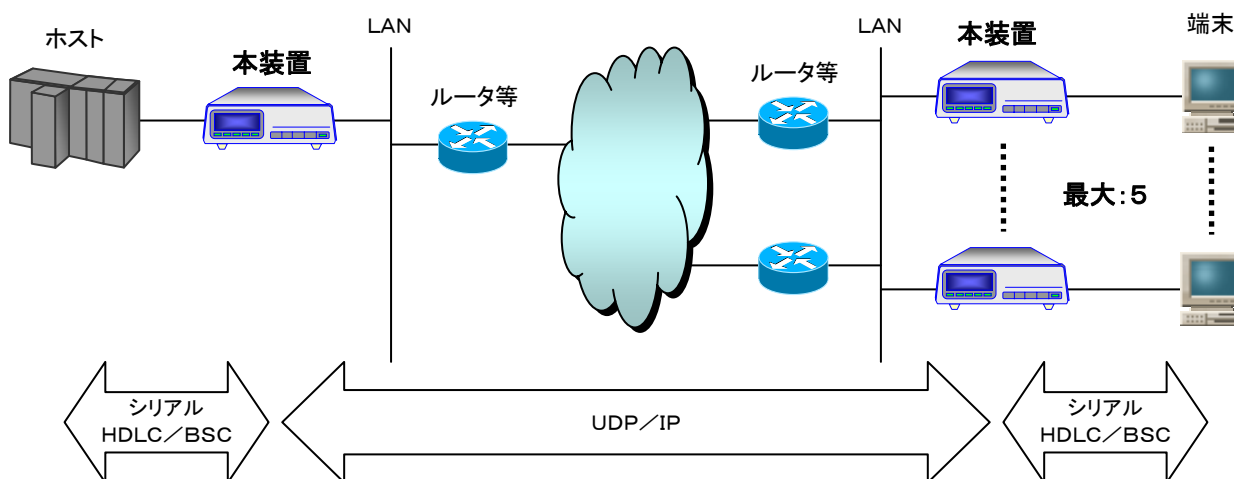 ホスト
本装置
LAN
ルータ等
ルータ等
LAN
本装置
端末
最大:5
シリアル
HDLC/BSC
UDP/IP
シリアル
HDLC/BSC